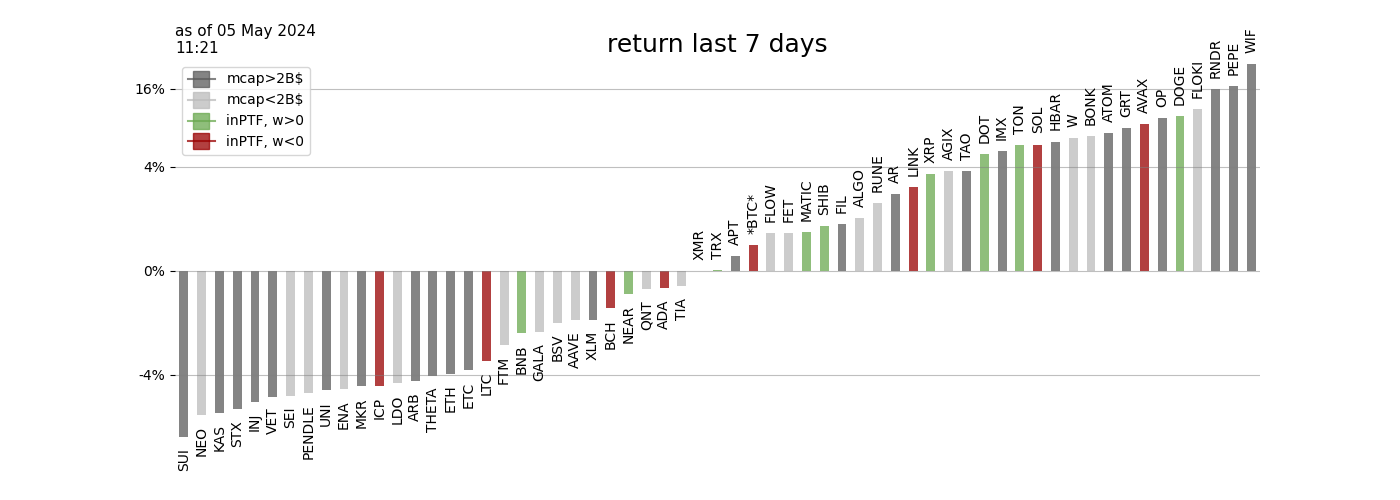 as of 05 May 2024
11:21
return last 7 days
mcap>2B$
mcap<2B$
inPTF, w>0
inPTF, w<0
16%
4%
0%
-4%
SUI
NEO
KAS
STX
INJ
VET
SEI
PENDLE
UNI
ENA
MKR
ICP
LDO
ARB
THETA
ETH
ETC
LTC
FTM
BNB
GALA
BSV
AAVE
XLM
BCH
NEAR
QNT
ADA
TIA
XMR
TRX
APT
*BTC*
FLOW
FET
MATIC
SHIB
FIL
ALGO
RUNE
AR
LINK
XRP
AGIX
TAO
DOT
IMX
TON
SOL
HBAR
W
BONK
ATOM
GRT
AVAX
OP
DOGE
FLOKI
RNDR
PEPE
WIF